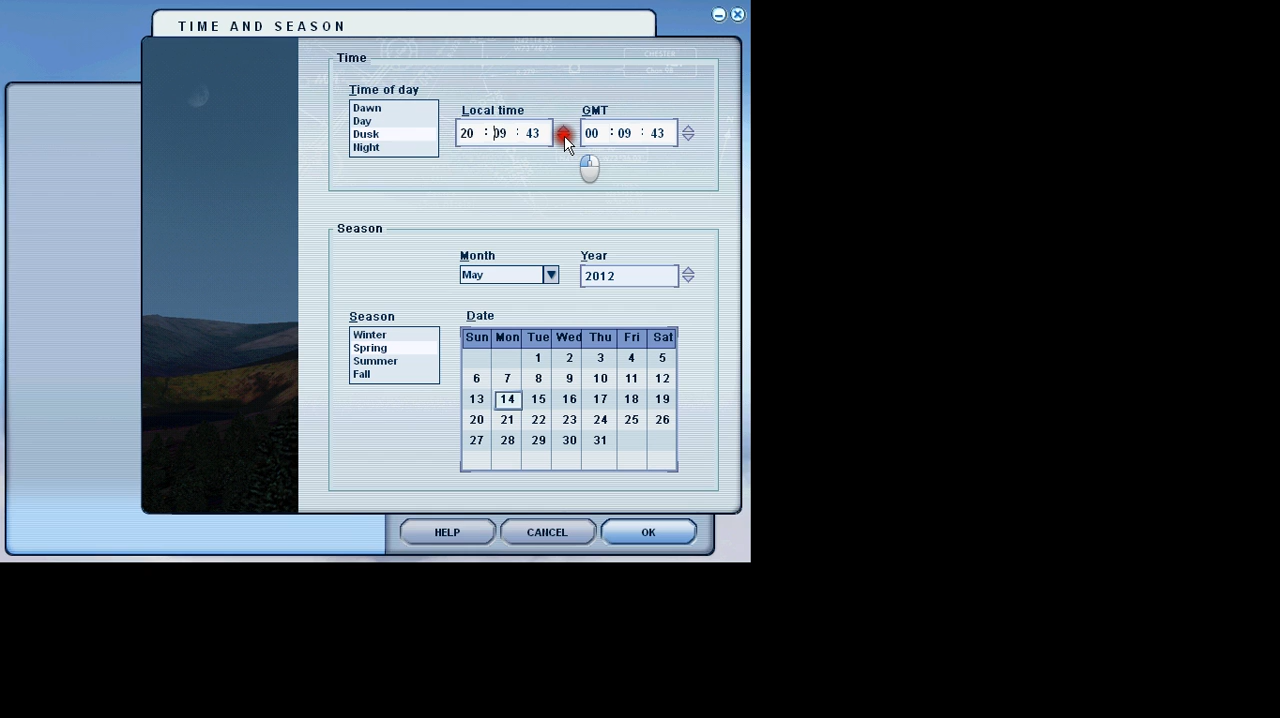 TIME AND SEASON
Time
Time of day
Dawn
Day
Dusk
Night
Local time
20 : 09 : 43
GMT
00 : 09 : 43
Season
Month
May
Year
2012
Season
Winter
Spring
Summer
Fall
Date
Sun Mon Tue Wed Thu Fri Sat
1 2 3 4 5
6 7 8 9 10 11 12
13 14 15 16 17 18 19
20 21 22 23 24 25 26
27 28 29 30 31
HELP CANCEL OK